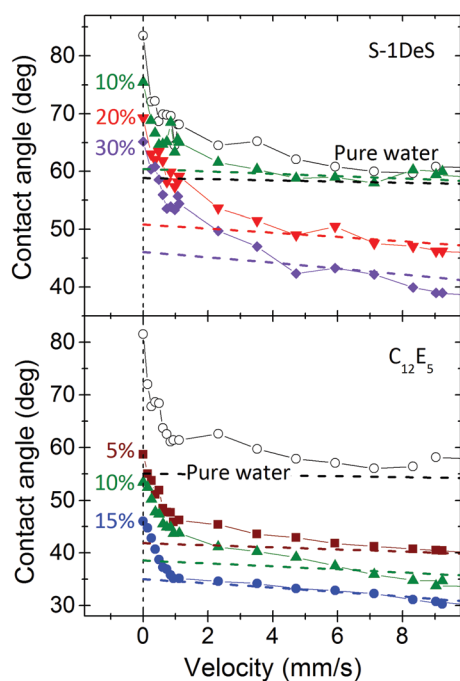 S-1DeS
Contact angle (deg)
90
80
70
60
50
40
10%
20%
30%
Pure water
C₁₂E₅
Contact angle (deg)
80
70
60
50
40
30
5%
10%
15%
Pure water
0 2 4 6 8
Velocity (mm/s)